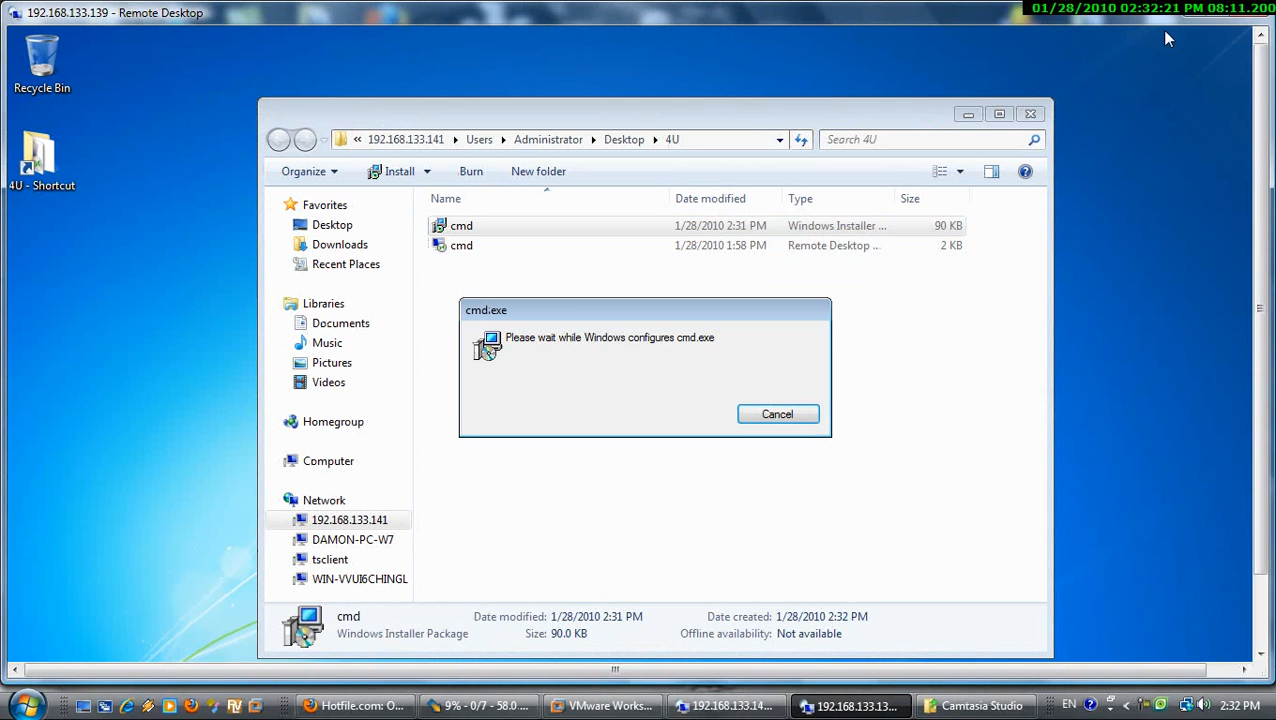 192.168.133.139 - Remote Desktop
01/28/2010 02:32:21 PM 08:11.200
Recycle Bin
4U - Shortcut
« 192.168.133.141 Users Administrator Desktop 4U
Search 4U
Organize Install Burn New folder
Name Date modified Type Size
Favorites
Desktop
Downloads
Recent Places
Libraries
Documents
Music
Pictures
Videos
Homegroup
Computer
Network
192.168.133.141
DAMON-PC-W7
tsclient
WIN-VVUI6CHINGL
cmd 1/28/2010 2:31 PM Windows Installer ... 90 KB
cmd 1/28/2010 1:58 PM Remote Desktop ... 2 KB
cmd.exe
Please wait while Windows configures cmd.exe
Cancel
cmd Date modified: 1/28/2010 2:31 PM Date created: 1/28/2010 2:32 PM
Windows Installer Package Size: 90.0 KB Offline availability: Not available
Hotfile.com: O... 9% - 0/7 - 58.0 ... VMware Works... 192.168.133.14... 192.168.133.13... Camtasia Studio EN 2:32 PM